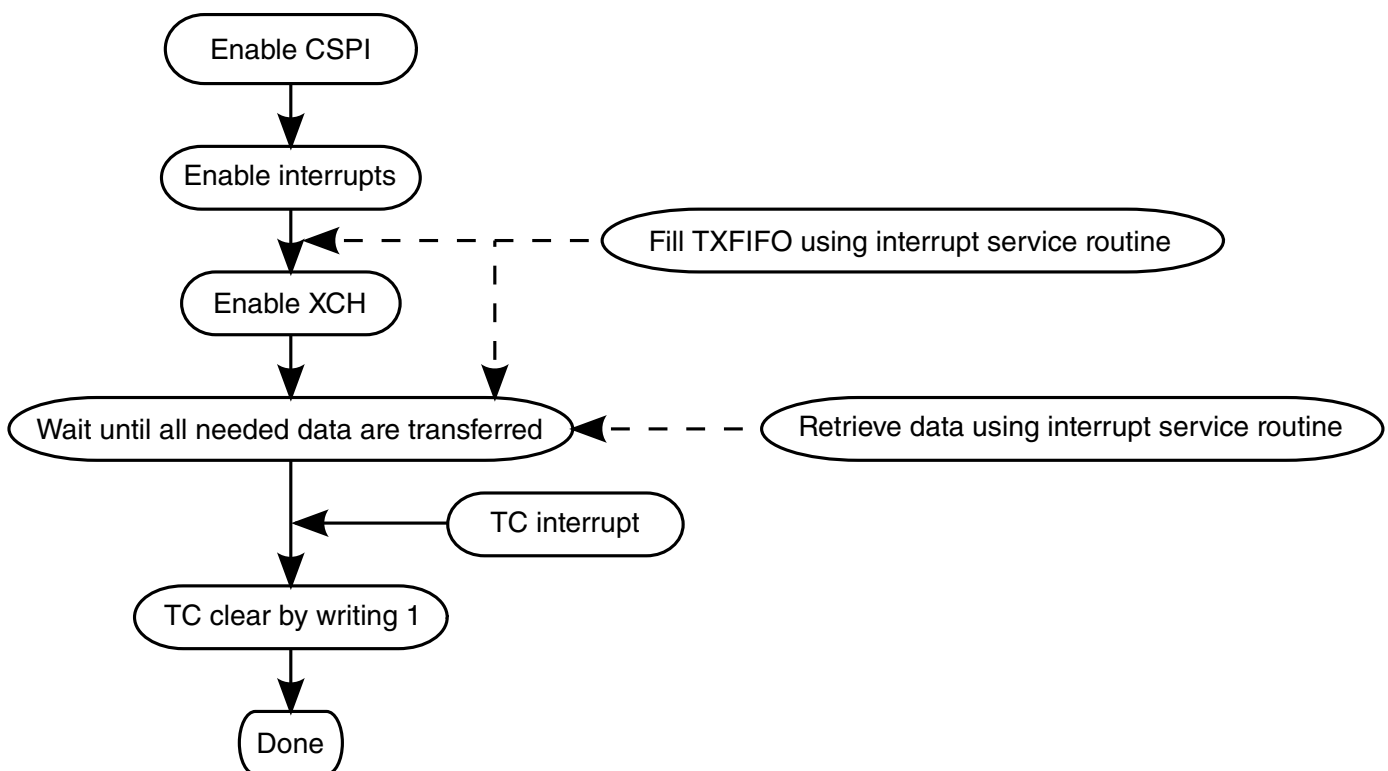 Enable CSPI
Enable interrupts
Fill TXFIFO using interrupt service routine
Enable XCH
Wait until all needed data are transferred
Retrieve data using interrupt service routine
TC interrupt
TC clear by writing 1
Done